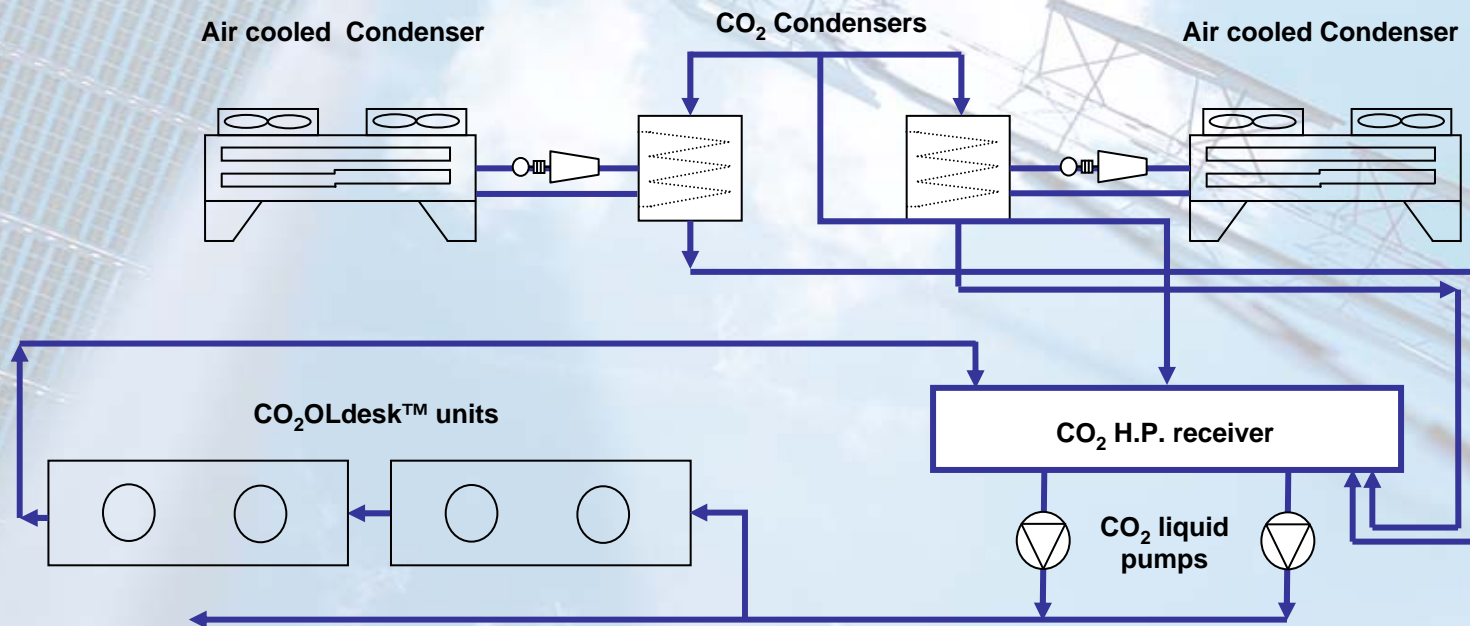 Air cooled  Condenser
CO₂ Condensers
Air cooled Condenser
CO₂OLdesk™ units
CO₂ H.P. receiver
CO₂ liquid
pumps